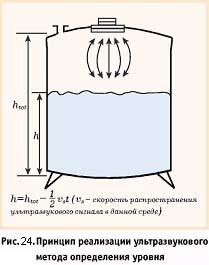 h_tot
h
h=h_tot − 1/2 v_s t (v_s – скорость распространения
ультразвукового сигнала в данной среде)
Рис. 24. Принцип реализации ультразвукового
метода определения уровня